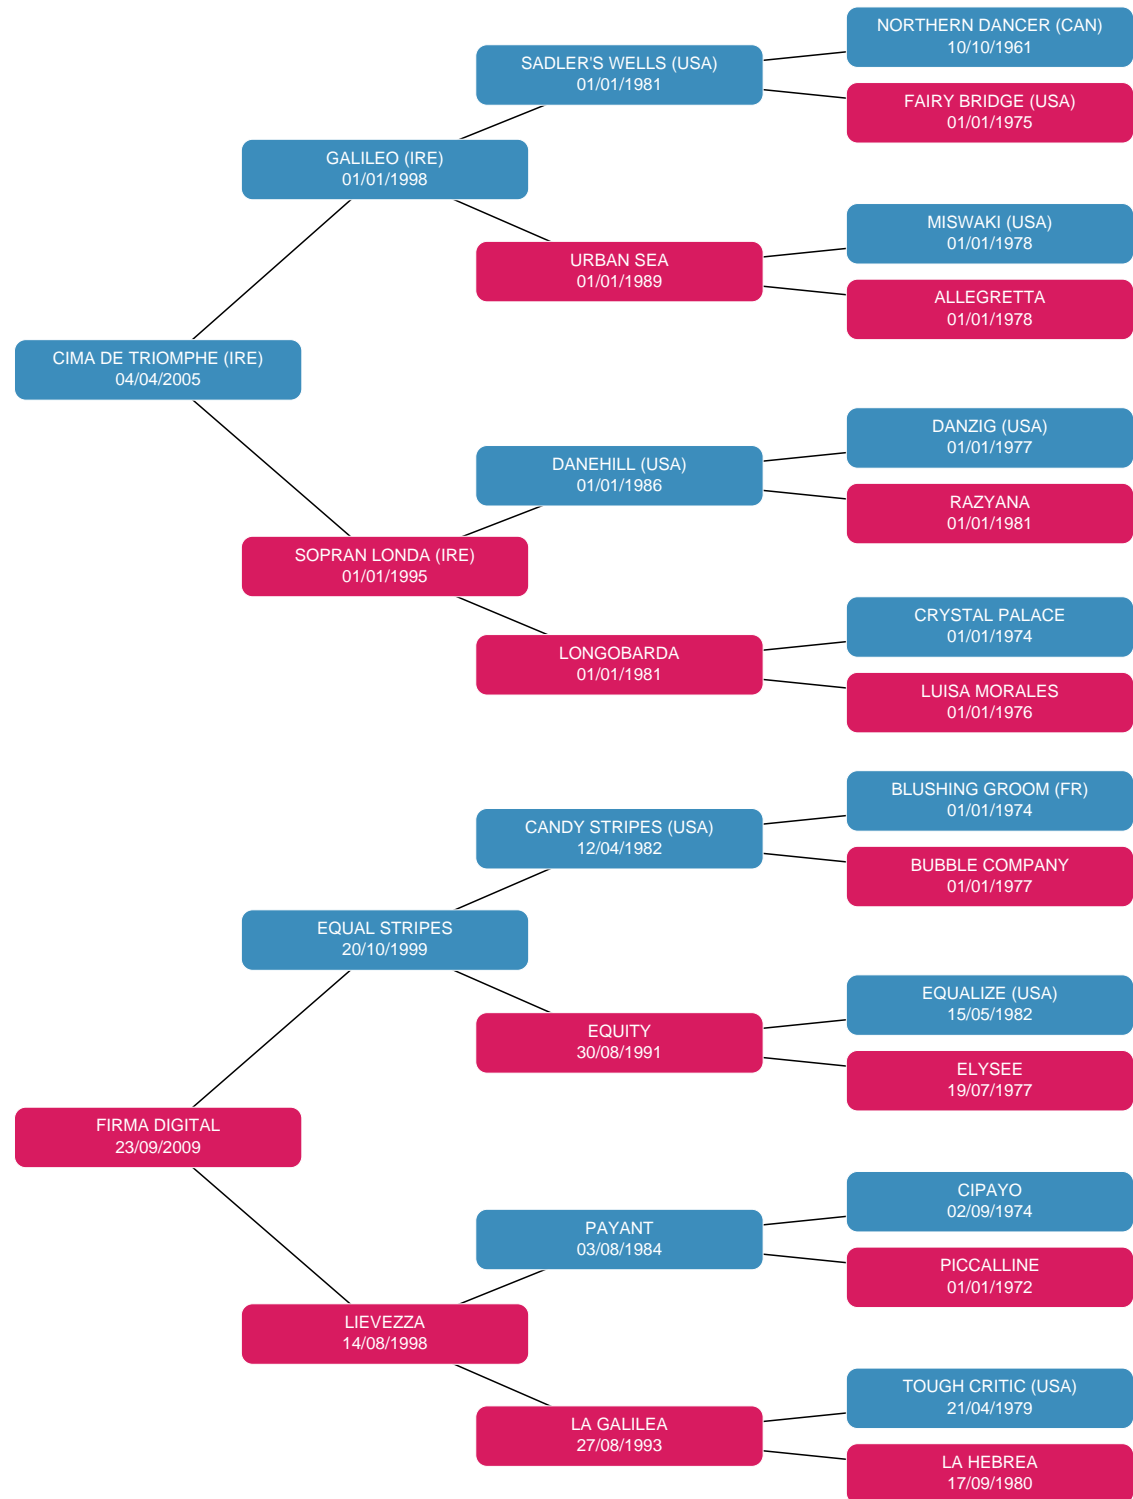 NORTHERN DANCER (CAN)
10/10/1961
SADLER'S WELLS (USA)
01/01/1981
FAIRY BRIDGE (USA)
01/01/1975
GALILEO (IRE)
01/01/1998
MISWAKI (USA)
01/01/1978
URBAN SEA
01/01/1989
ALLEGRETTA
01/01/1978
CIMA DE TRIOMPHE (IRE)
04/04/2005
DANZIG (USA)
01/01/1977
DANEHILL (USA)
01/01/1986
RAZYANA
01/01/1981
SOPRAN LONDA (IRE)
01/01/1995
CRYSTAL PALACE
01/01/1974
LONGOBARDA
01/01/1981
LUISA MORALES
01/01/1976
BLUSHING GROOM (FR)
01/01/1974
CANDY STRIPES (USA)
12/04/1982
BUBBLE COMPANY
01/01/1977
EQUAL STRIPES
20/10/1999
EQUALIZE (USA)
15/05/1982
EQUITY
30/08/1991
ELYSEE
19/07/1977
FIRMA DIGITAL
23/09/2009
CIPAYO
02/09/1974
PAYANT
03/08/1984
PICCALLINE
01/01/1972
LIEVEZZA
14/08/1998
TOUGH CRITIC (USA)
21/04/1979
LA GALILEA
27/08/1993
LA HEBREA
17/09/1980